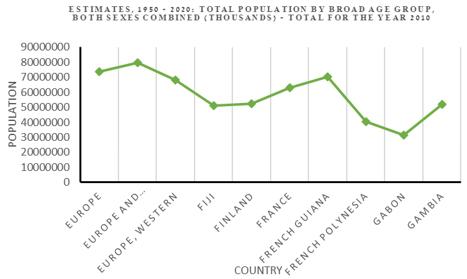 ESTIMATES, 1950 - 2020: TOTAL POPULATION BY BROAD AGE GROUP,
BOTH SEXES COMBINED (THOUSANDS) - TOTAL FOR THE YEAR 2010
90000000
80000000
70000000
60000000
50000000
40000000
30000000
20000000
10000000
0
POPULATION
EUROPE
EUROPE AND...
EUROPE, WESTERN
FIJI
FINLAND
FRANCE
FRENCH GUIANA
FRENCH POLYNESIA
GABON
GAMBIA
COUNTRY